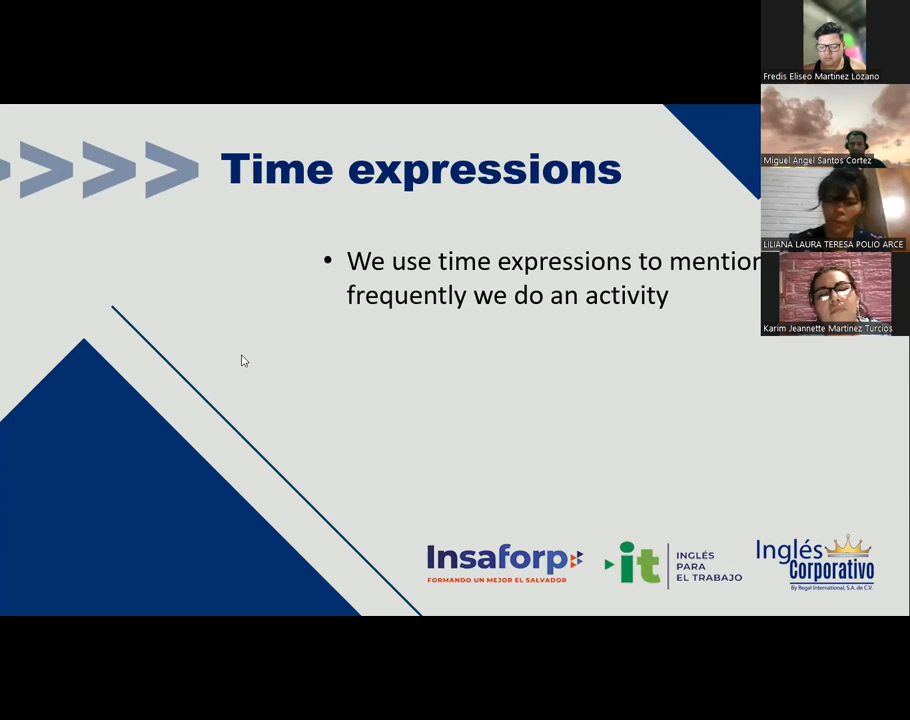 Fredis Eliseo Martinez Lozano
Time expressions
Miguel Angel Santos Cortez
LILIANA LAURA TERESA POLIO ARCE
• We use time expressions to mention
frequently we do an activity
Karim Jeannette Martinez Turcios
Insaforp
FORMANDO UN MEJOR EL SALVADOR
it
INGLÉS
PARA
EL TRABAJO
Inglés
Corporativo
By Regal International, S.A. de C.V.